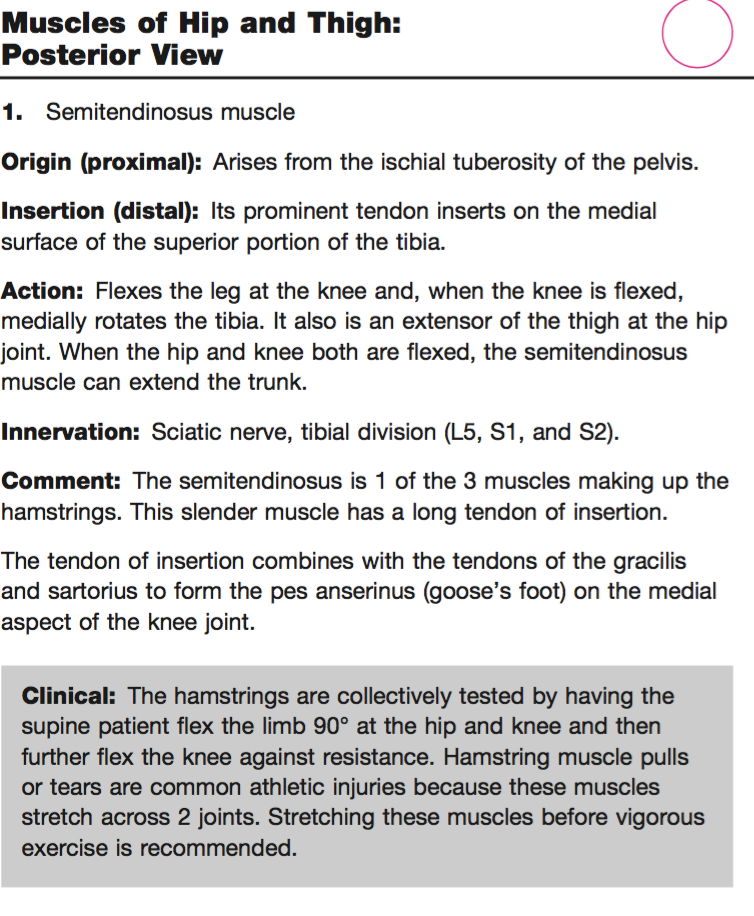 Muscles of Hip and Thigh:
Posterior View
1. Semitendinosus muscle
Origin (proximal): Arises from the ischial tuberosity of the pelvis.
Insertion (distal): Its prominent tendon inserts on the medial
surface of the superior portion of the tibia.
Action: Flexes the leg at the knee and, when the knee is flexed,
medially rotates the tibia. It also is an extensor of the thigh at the hip
joint. When the hip and knee both are flexed, the semitendinosus
muscle can extend the trunk.
Innervation: Sciatic nerve, tibial division (L5, S1, and S2).
Comment: The semitendinosus is 1 of the 3 muscles making up the
hamstrings. This slender muscle has a long tendon of insertion.
The tendon of insertion combines with the tendons of the gracilis
and sartorius to form the pes anserinus (goose’s foot) on the medial
aspect of the knee joint.
Clinical: The hamstrings are collectively tested by having the
supine patient flex the limb 90° at the hip and knee and then
further flex the knee against resistance. Hamstring muscle pulls
or tears are common athletic injuries because these muscles
stretch across 2 joints. Stretching these muscles before vigorous
exercise is recommended.